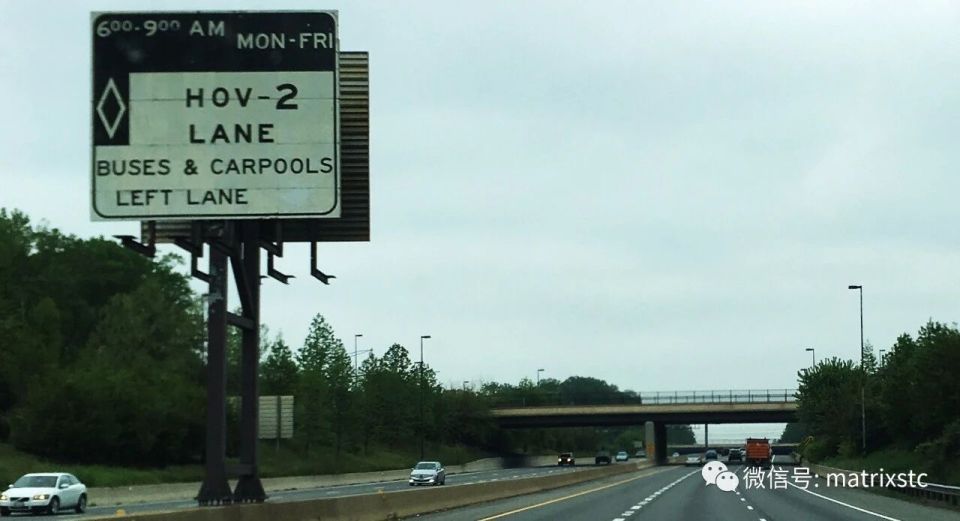 6⁰⁰-9⁰⁰ AM
MON-FRI
HOV-2
LANE
BUSES & CARPOOLS
LEFT LANE
微信号: matrixstc